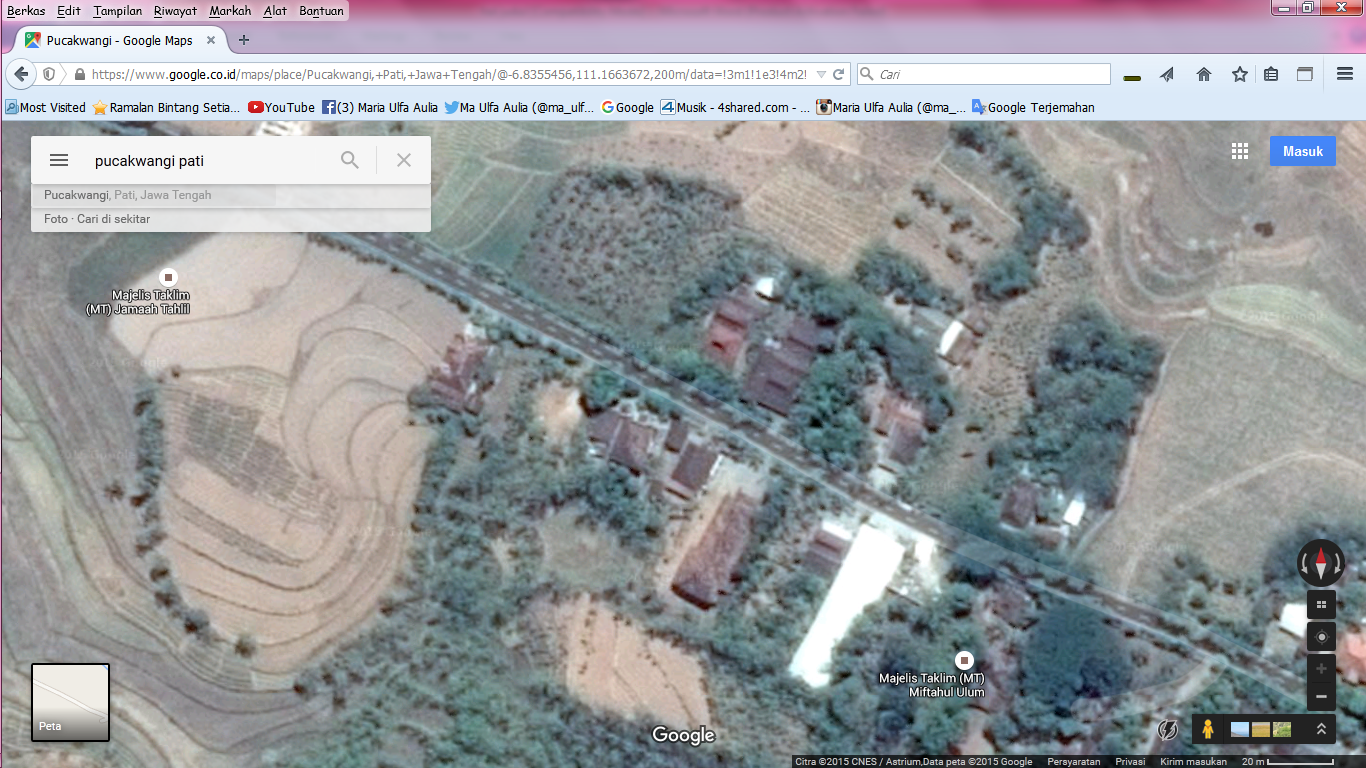 Berkas Edit Tampilan Riwayat Markah Alat Bantuan
Pucakwangi - Google Maps
https://www.google.co.id/maps/place/Pucakwangi,+Pati,+Jawa+Tengah/@-6.8355456,111.1663672,200m/data=!3m1!1e3!4m2!
Cari
Most Visited Ramalan Bintang Setia... YouTube (3) Maria Ulfa Aulia Ma Ulfa Aulia (@ma_ulf... Google Musik - 4shared.com - ... Maria Ulfa Aulia (@ma_... Google Terjemahan
pucakwangi pati
Masuk
Pucakwangi, Pati, Jawa Tengah
Foto · Cari di sekitar
Majelis Taklim
(MT) Jamaah Tahlil
Majelis Taklim (MT)
Miftahul Ulum
Peta
Google
Citra ©2015 CNES / Astrium,Data peta ©2015 Google Persyaratan Privasi Kirim masukan 20 m